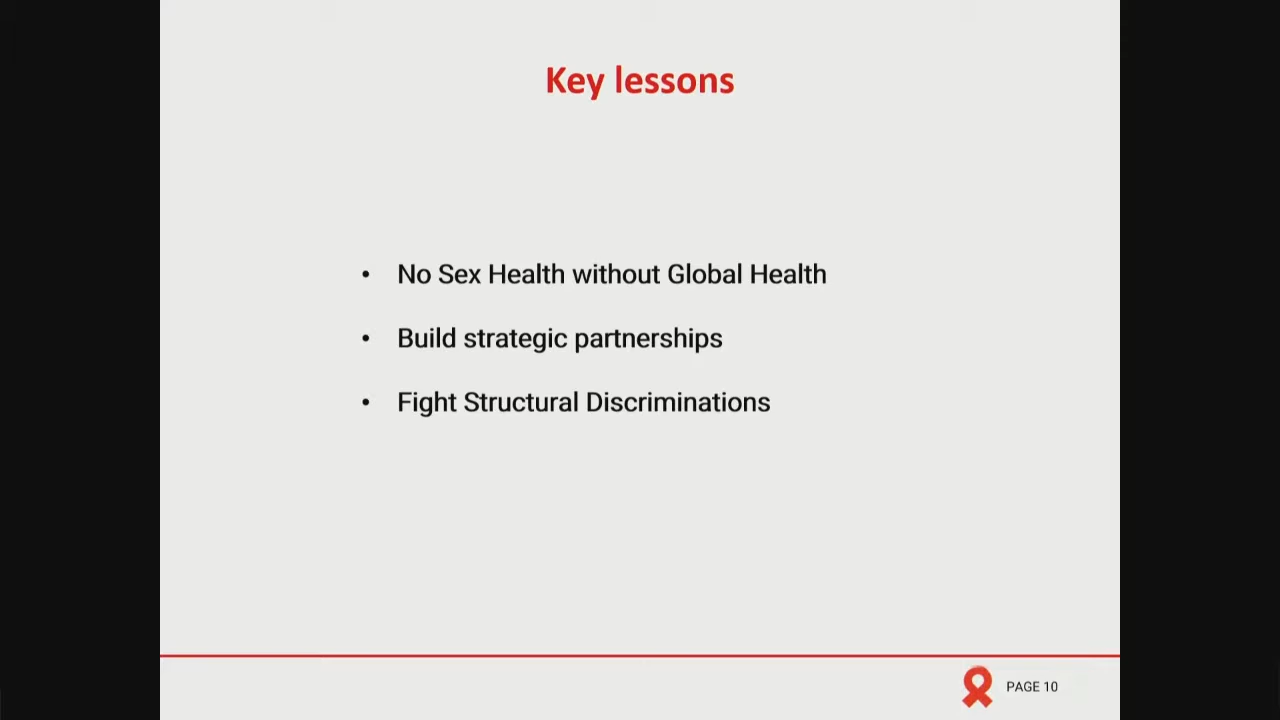 Key lessons
• No Sex Health without Global Health
• Build strategic partnerships
• Fight Structural Discriminations
PAGE 10